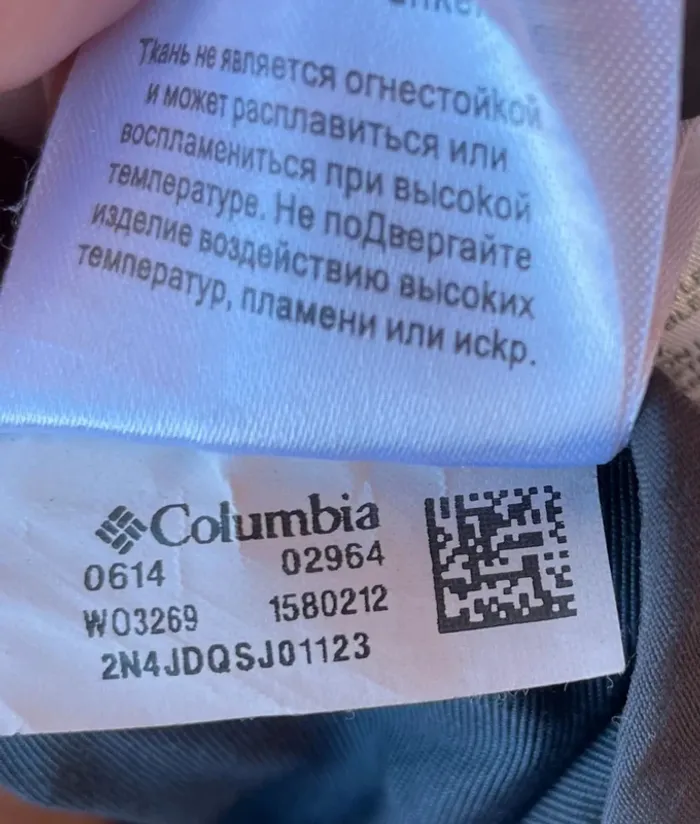 Ткань не является огнестойкой
и может расплавиться или
воспламениться при высокой
температуре. Не подвергайте
изделие воздействию высоких
температур, пламени или искр.
Columbia
0614 02964
WO3269 1580212
2N4JDQSJ01123